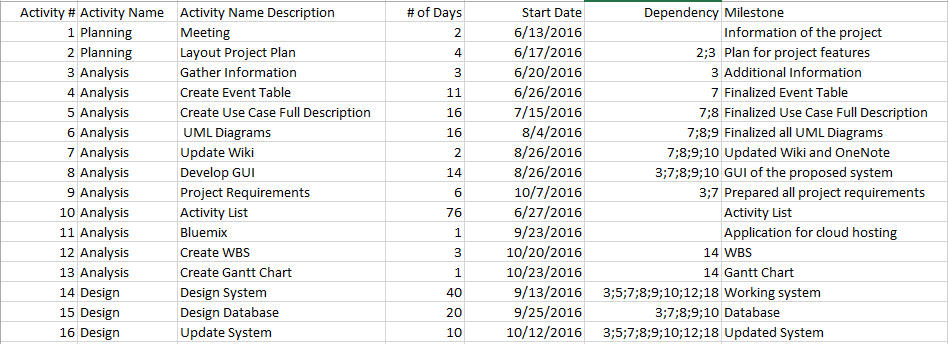 Activity # Activity Name Activity Name Description # of Days Start Date Dependency Milestone
1 Planning Meeting 2 6/13/2016 Information of the project
2 Planning Layout Project Plan 4 6/17/2016 2;3 Plan for project features
3 Analysis Gather Information 3 6/20/2016 3 Additional Information
4 Analysis Create Event Table 11 6/26/2016 7 Finalized Event Table
5 Analysis Create Use Case Full Description 16 7/15/2016 7;8 Finalized Use Case Full Description
6 Analysis UML Diagrams 16 8/4/2016 7;8;9 Finalized all UML Diagrams
7 Analysis Update Wiki 2 8/26/2016 7;8;9;10 Updated Wiki and OneNote
8 Analysis Develop GUI 14 8/26/2016 3;7;8;9;10 GUI of the proposed system
9 Analysis Project Requirements 6 10/7/2016 3;7 Prepared all project requirements
10 Analysis Activity List 76 6/27/2016 Activity List
11 Analysis Bluemix 1 9/23/2016 Application for cloud hosting
12 Analysis Create WBS 3 10/20/2016 14 WBS
13 Analysis Create Gantt Chart 1 10/23/2016 14 Gantt Chart
14 Design Design System 40 9/13/2016 3;5;7;8;9;10;12;18 Working system
15 Design Design Database 20 9/25/2016 3;7;8;9;10 Database
16 Design Update System 10 10/12/2016 3;5;7;8;9;10;12;18 Updated System